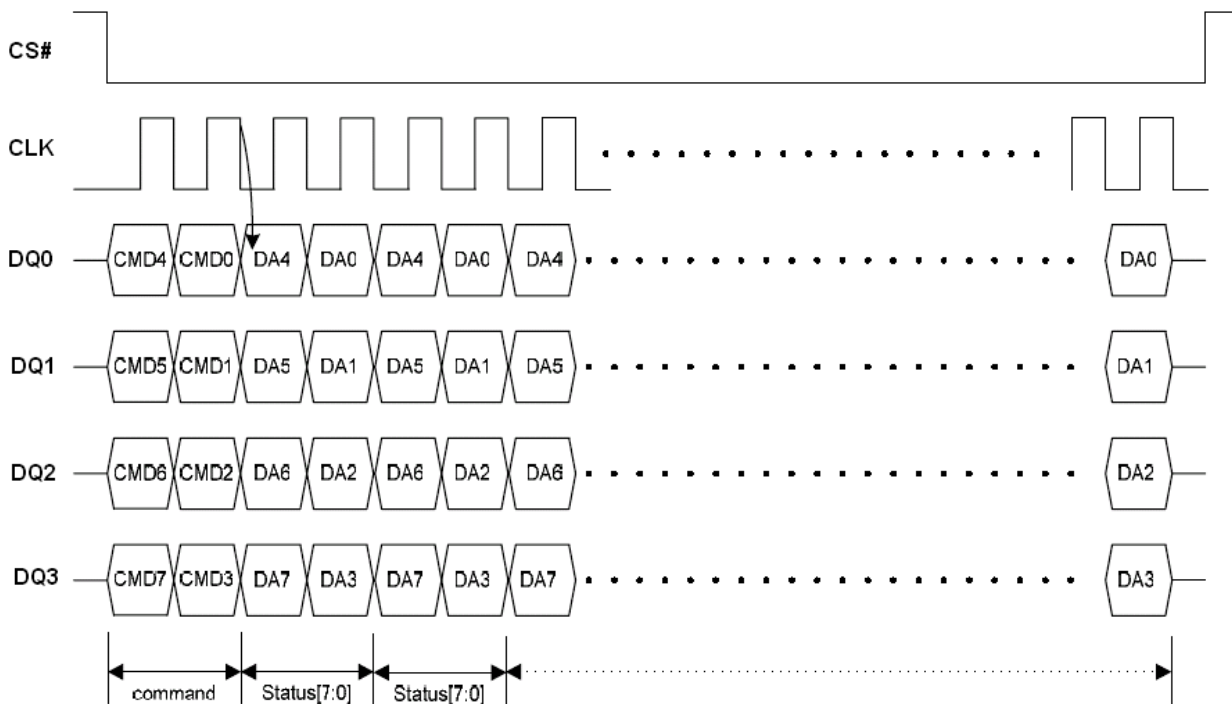 CS#
CLK
DQ0 CMD4 CMD0 DA4 DA0 DA4 DA0 DA4 DA0
DQ1 CMD5 CMD1 DA5 DA1 DA5 DA1 DA5 DA1
DQ2 CMD6 CMD2 DA6 DA2 DA6 DA2 DA6 DA2
DQ3 CMD7 CMD3 DA7 DA3 DA7 DA3 DA7 DA3
command Status[7:0] Status[7:0]